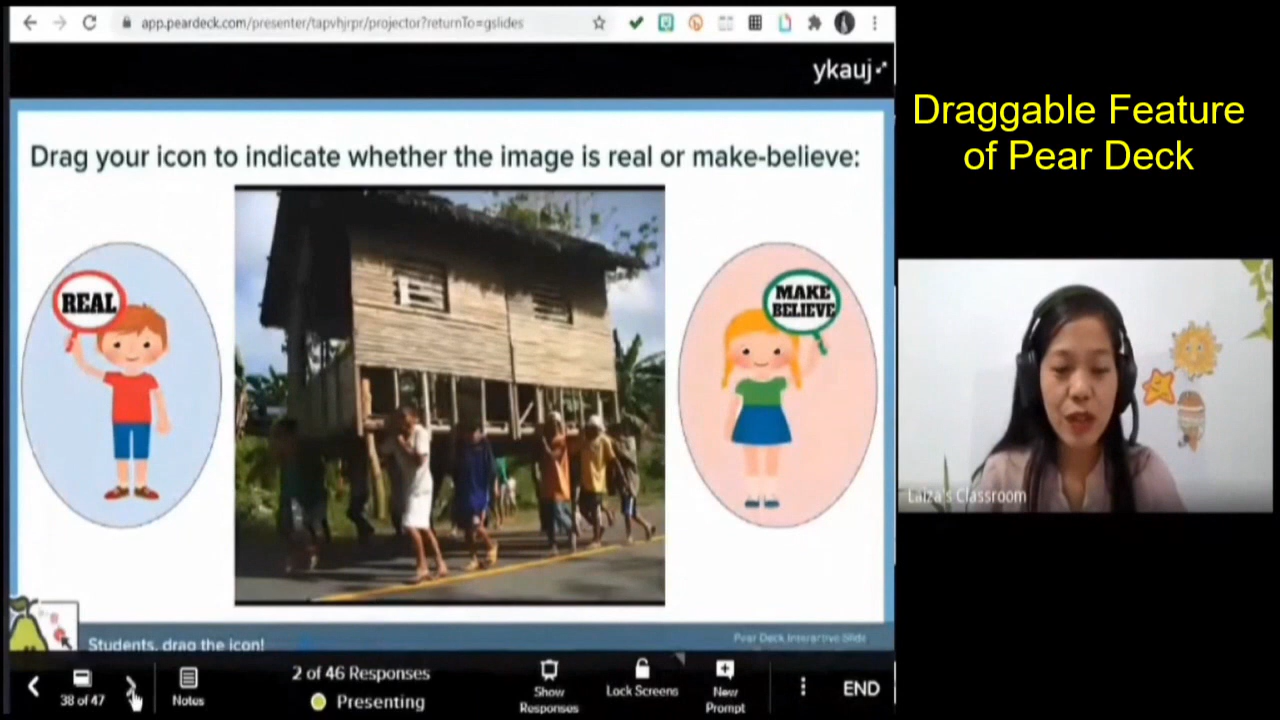 app.peardeck.com/presenter/tapvhjrpr/projector?returnTo=gslides
ykauj
Draggable Feature
of Pear Deck
Drag your icon to indicate whether the image is real or make-believe:
REAL
MAKE
BELIEVE
Laiza's Classroom
Students, drag the icon!
Pear Deck Interactive Slide
38 of 47
Notes
2 of 46 Responses
Presenting
Show
Responses
Lock Screens
New
Prompt
END